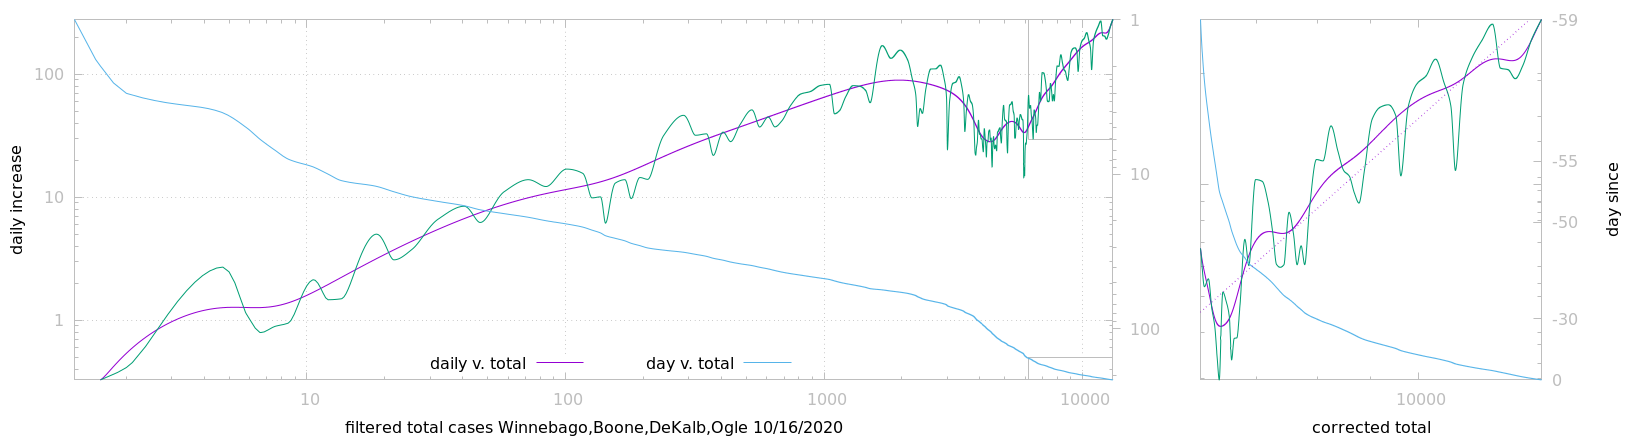 1
-59
100
daily increase
10
10
-55
-50
day since
1
100
-30
daily v. total
day v. total
0
10
100
1000
10000
10000
filtered total cases Winnebago,Boone,DeKalb,Ogle 10/16/2020
corrected total